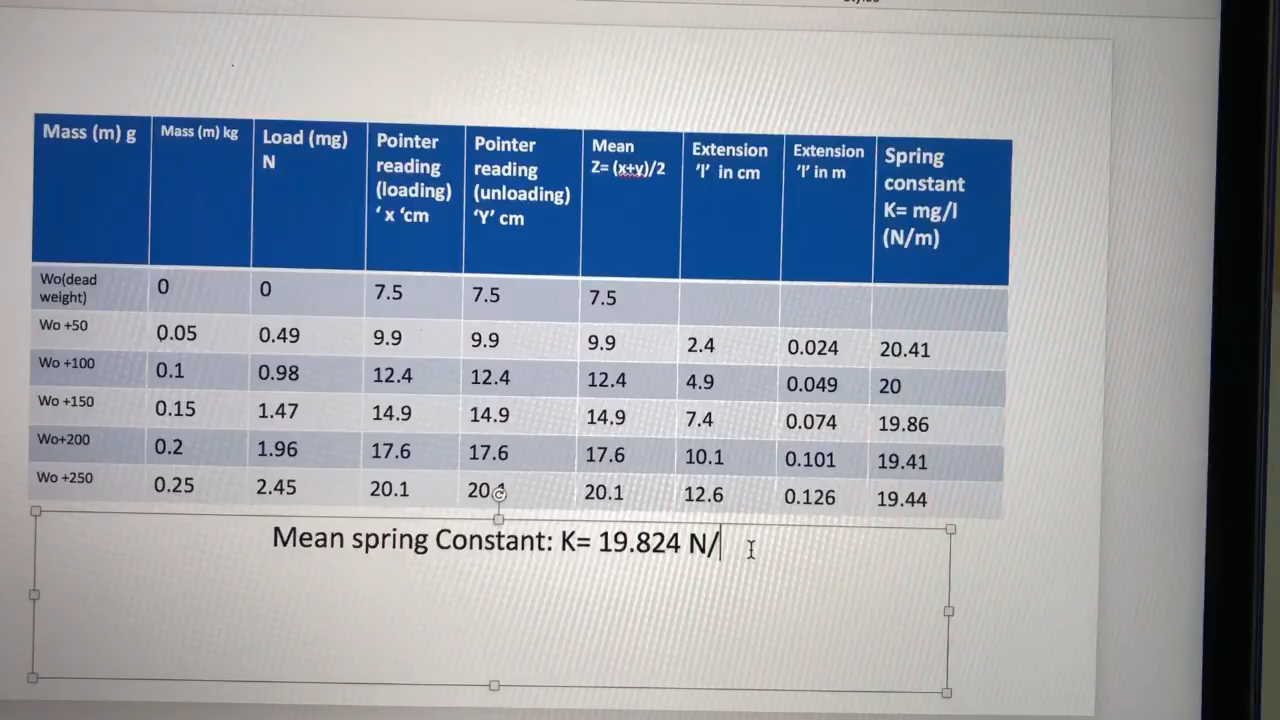 Mass (m) g
Mass (m) kg
Load (mg)
N
Pointer
reading
(loading)
‘ x ‘cm
Pointer
reading
(unloading)
‘Y’ cm
Mean
Z= (x+y)/2
Extension
‘l’ in cm
Extension
‘l’ in m
Spring
constant
K= mg/l
(N/m)
Wo(dead
weight)
0 0 7.5 7.5 7.5
Wo +50 0.05 0.49 9.9 9.9 9.9 2.4 0.024 20.41
Wo +100 0.1 0.98 12.4 12.4 12.4 4.9 0.049 20
Wo +150 0.15 1.47 14.9 14.9 14.9 7.4 0.074 19.86
Wo+200 0.2 1.96 17.6 17.6 17.6 10.1 0.101 19.41
Wo +250 0.25 2.45 20.1 20.1 12.6 0.126 19.44
Mean spring Constant: K= 19.824 N/